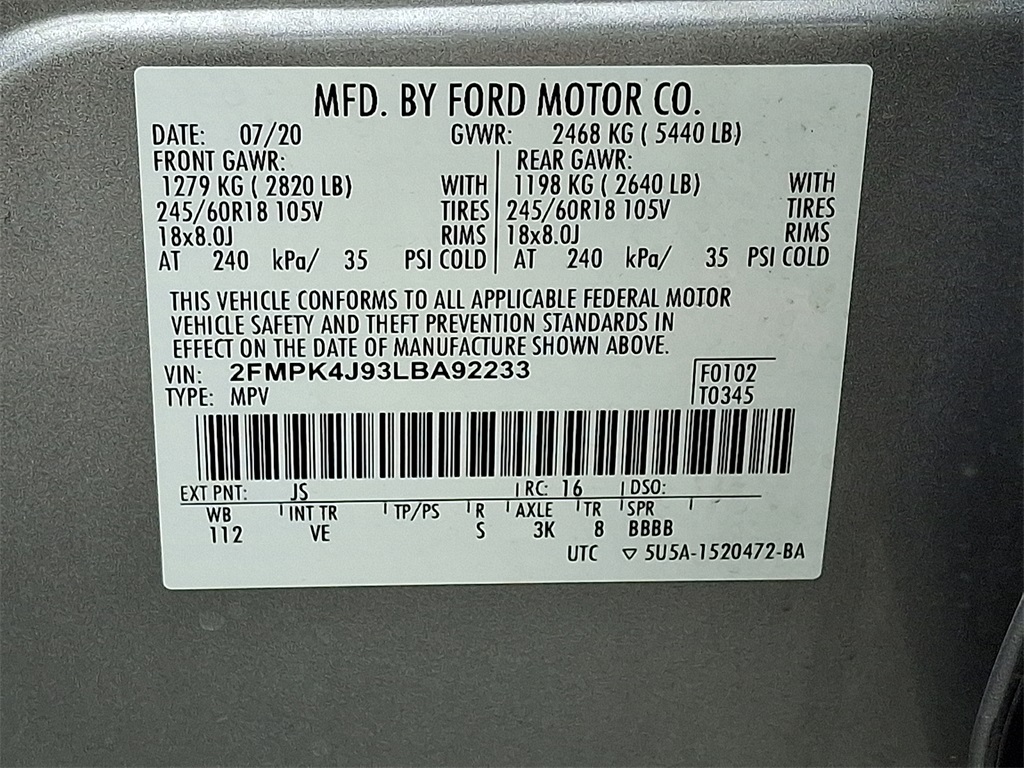 MFD. BY FORD MOTOR CO.
DATE: 07/20 GVWR: 2468 KG ( 5440 LB)
FRONT GAWR: REAR GAWR:
1279 KG ( 2820 LB) WITH 1198 KG ( 2640 LB) WITH
245/60R18 105V TIRES 245/60R18 105V TIRES
18x8.0J RIMS 18x8.0J RIMS
AT 240 kPa/ 35 PSI COLD AT 240 kPa/ 35 PSI COLD
THIS VEHICLE CONFORMS TO ALL APPLICABLE FEDERAL MOTOR
VEHICLE SAFETY AND THEFT PREVENTION STANDARDS IN
EFFECT ON THE DATE OF MANUFACTURE SHOWN ABOVE.
VIN: 2FMPK4J93LBA92233 F0102
TYPE: MPV T0345
EXT PNT: JS RC: 16 DSO:
WB INT TR TP/PS R AXLE TR SPR
112 VE S 3K 8 BBBB
UTC ▽ 5U5A-1520472-BA